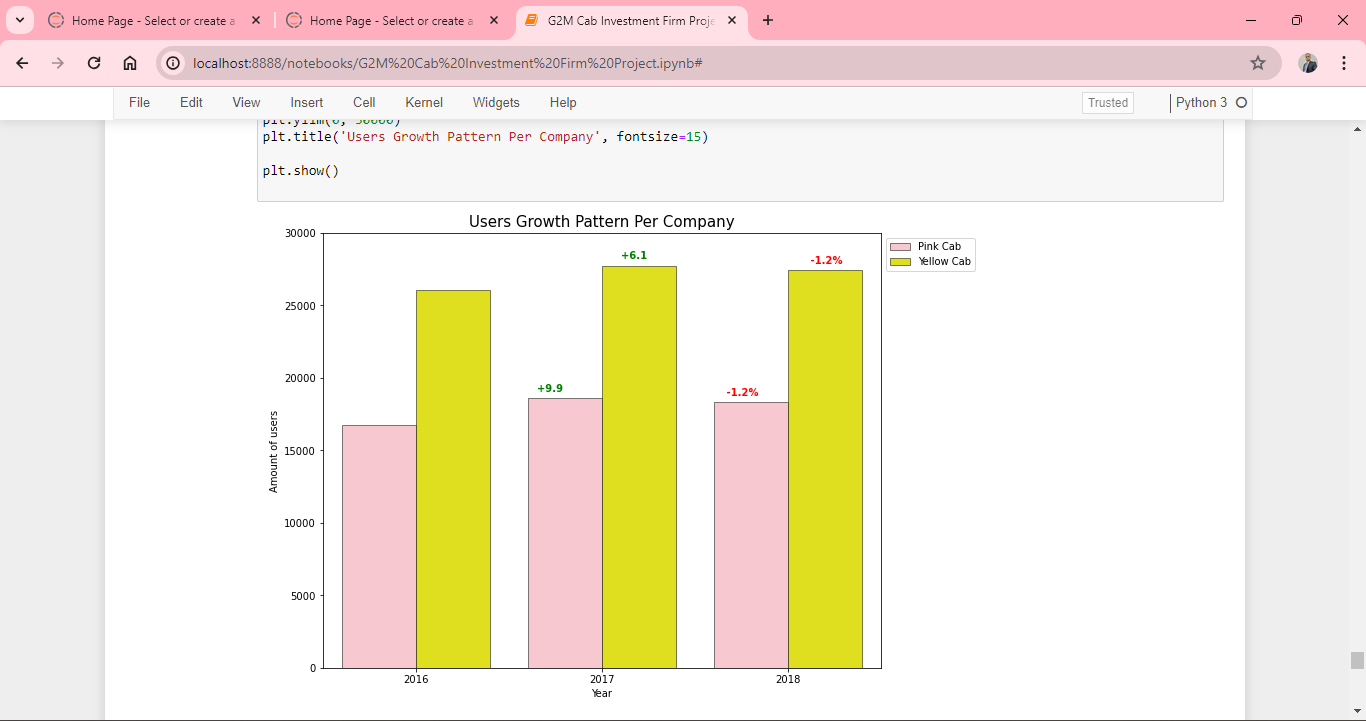 Home Page - Select or create a
Home Page - Select or create a
G2M Cab Investment Firm Proje
localhost:8888/notebooks/G2M%20Cab%20Investment%20Firm%20Project.ipynb#
File Edit View Insert Cell Kernel Widgets Help Trusted Python 3
plt.title('Users Growth Pattern Per Company', fontsize=15)
plt.show()
Users Growth Pattern Per Company
30000
25000
20000
15000
10000
5000
0
Amount of users
+6.1
-1.2%
+9.9
-1.2%
Pink Cab
Yellow Cab
2016 2017 2018
Year